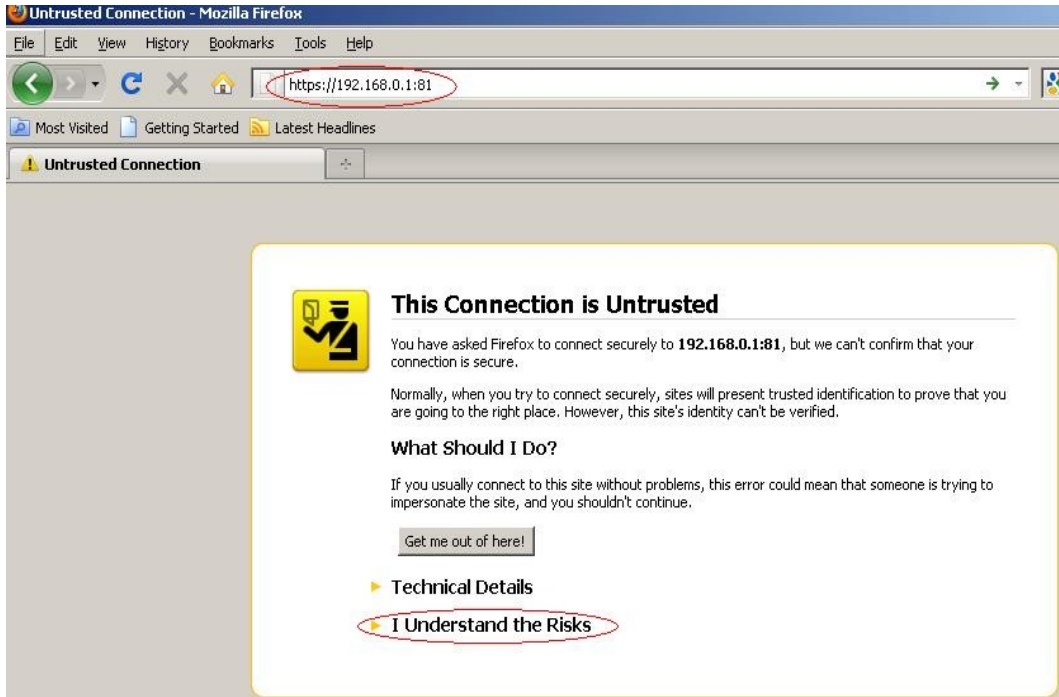 Untrusted Connection - Mozilla Firefox
File Edit View History Bookmarks Tools Help
https://192.168.0.1:81
Most Visited Getting Started Latest Headlines
Untrusted Connection
This Connection is Untrusted
You have asked Firefox to connect securely to 192.168.0.1:81, but we can't confirm that your
connection is secure.
Normally, when you try to connect securely, sites will present trusted identification to prove that you
are going to the right place. However, this site's identity can't be verified.
What Should I Do?
If you usually connect to this site without problems, this error could mean that someone is trying to
impersonate the site, and you shouldn't continue.
Get me out of here!
Technical Details
I Understand the Risks